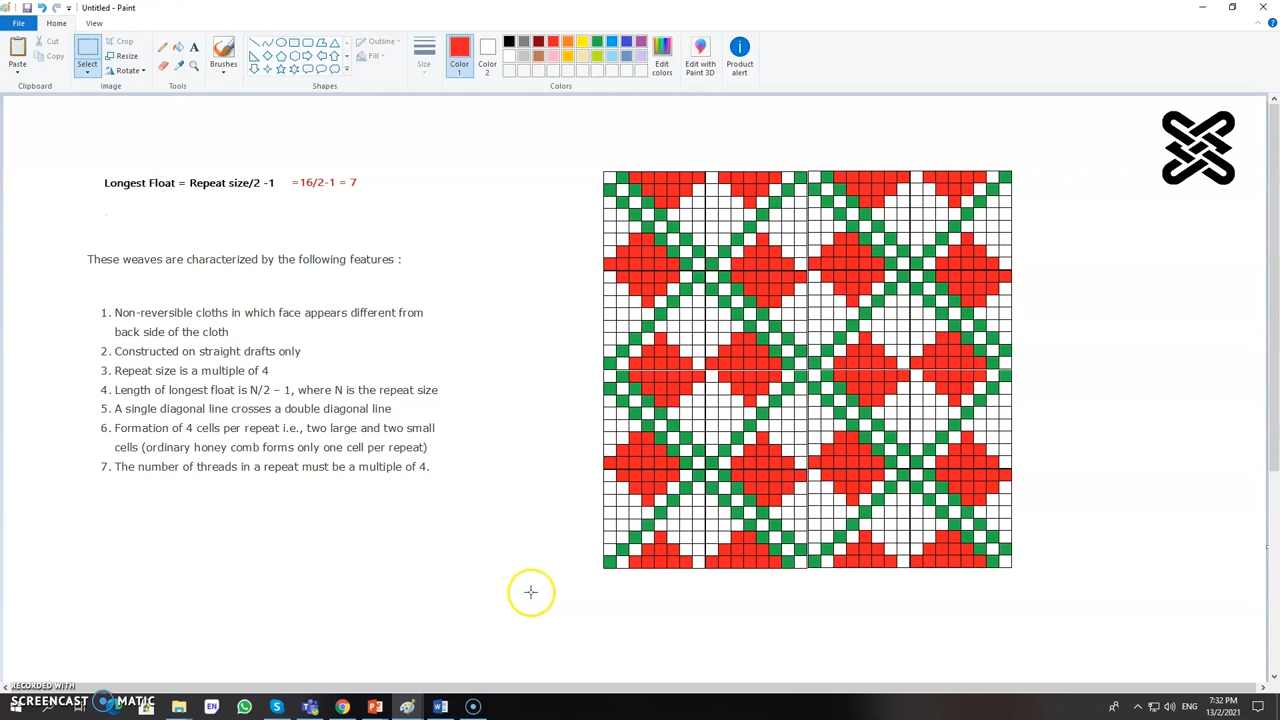 Untitled - Paint
File
Home
View
Paste
Cut
Copy
Clipboard
Select
Crop
Resize
Rotate
Image
Tools
Brushes
Shapes
Outline
Fill
Size
Color 1
Color 2
Colors
Edit colors
Edit with Paint 3D
Product alert
Longest Float = Repeat size/2 -1 =16/2-1 = 7
These weaves are characterized by the following features :
1. Non-reversible cloths in which face appears different from
back side of the cloth
2. Constructed on straight drafts only
3. Repeat size is a multiple of 4
4. Length of longest float is N/2 – 1, where N is the repeat size
5. A single diagonal line crosses a double diagonal line
6. Formation of 4 cells per repeat i.e., two large and two small
cells (ordinary honey comb forms only one cell per repeat)
7. The number of threads in a repeat must be a multiple of 4.
RECORDED WITH
SCREENCAST MATIC
7:32 PM
13/2/2021